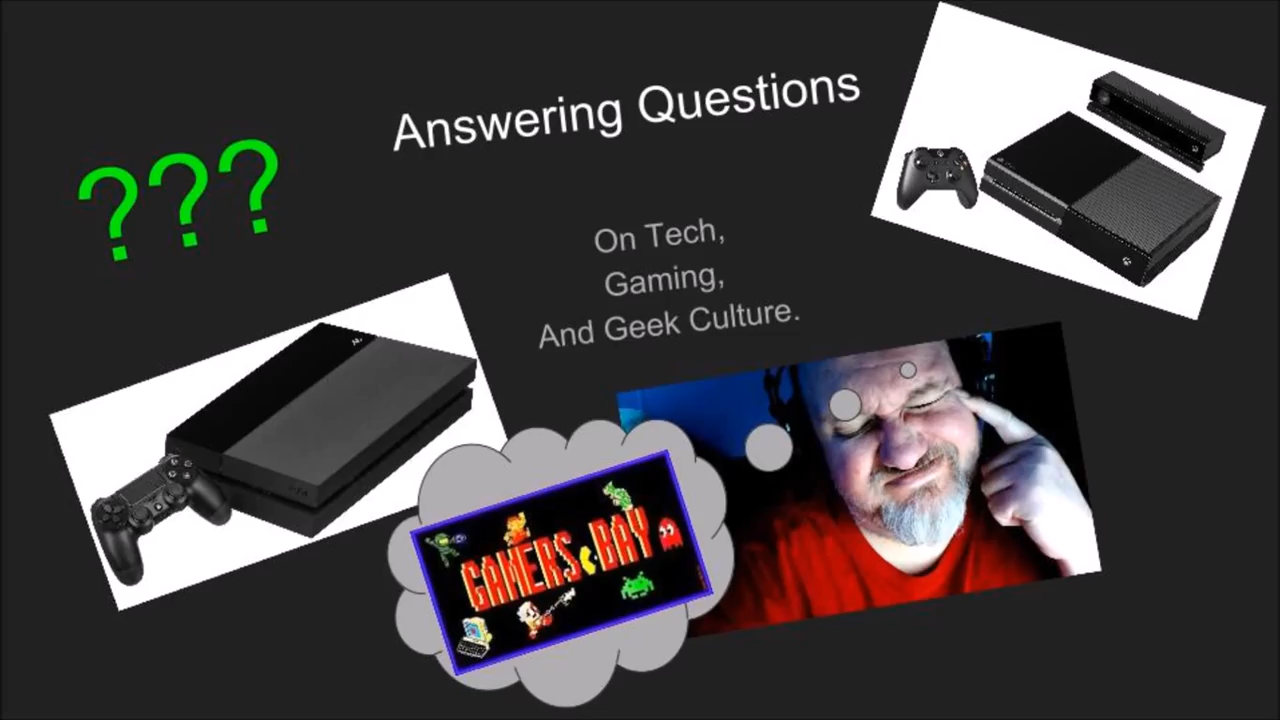 ???
Answering Questions
On Tech,
Gaming,
And Geek Culture.
GAMERS BAY